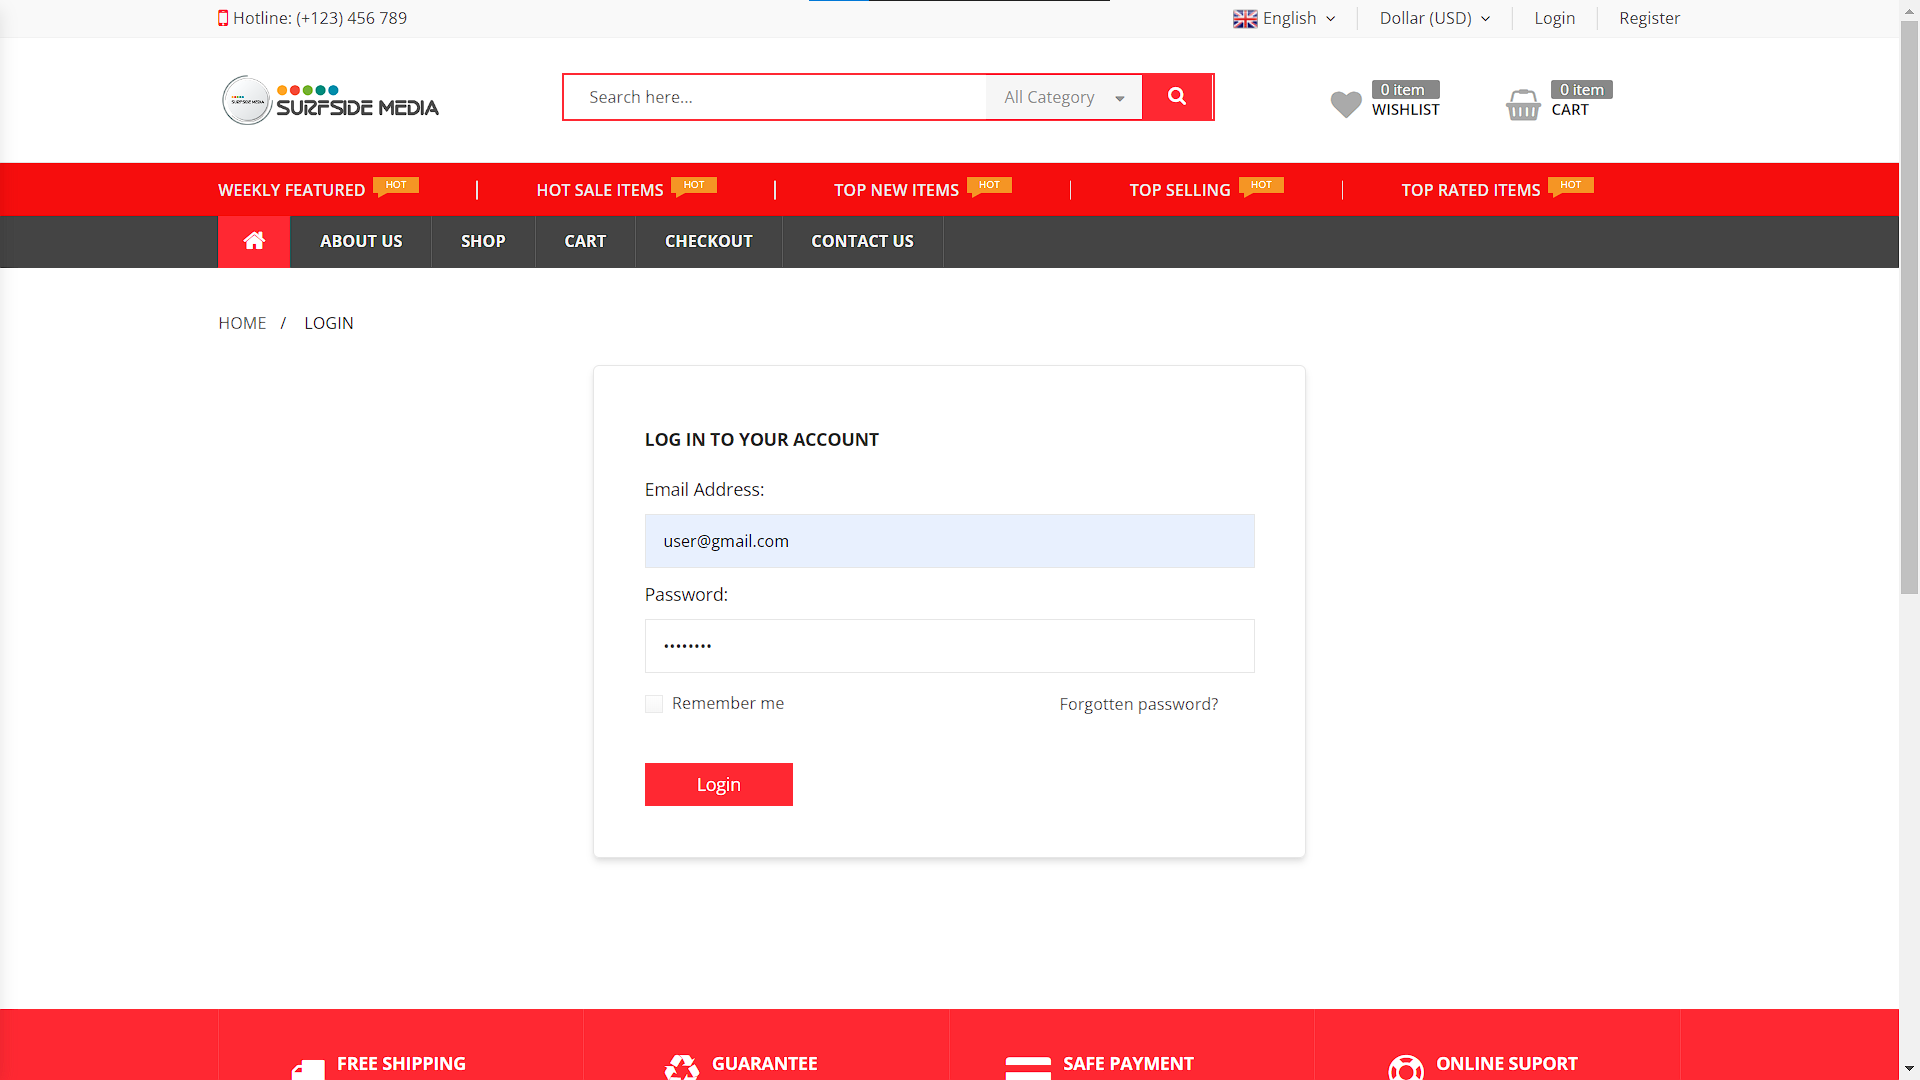 Hotline: (+123) 456 789
English
Dollar (USD)
Login
Register
SURFSIDE MEDIA
SURFSIDE MEDIA
Search here...
All Category
0 item
WISHLIST
0 item
CART
WEEKLY FEATURED HOT
HOT SALE ITEMS HOT
TOP NEW ITEMS HOT
TOP SELLING HOT
TOP RATED ITEMS HOT
ABOUT US
SHOP
CART
CHECKOUT
CONTACT US
HOME / LOGIN
LOG IN TO YOUR ACCOUNT
Email Address:
user@gmail.com
Password:
••••••••
Remember me
Forgotten password?
Login
FREE SHIPPING
GUARANTEE
SAFE PAYMENT
ONLINE SUPORT